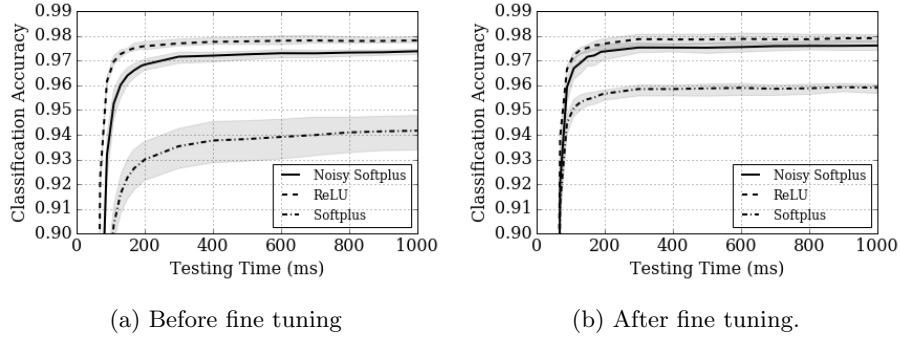 0.99
0.98
0.97
0.96
0.95
0.94
0.93
0.92
0.91
0.90
Classification Accuracy
0 200 400 600 800 1000
Testing Time (ms)
Noisy Softplus
ReLU
Softplus
(a) Before fine tuning
0.99
0.98
0.97
0.96
0.95
0.94
0.93
0.92
0.91
0.90
Classification Accuracy
0 200 400 600 800 1000
Testing Time (ms)
Noisy Softplus
ReLU
Softplus
(b) After fine tuning.